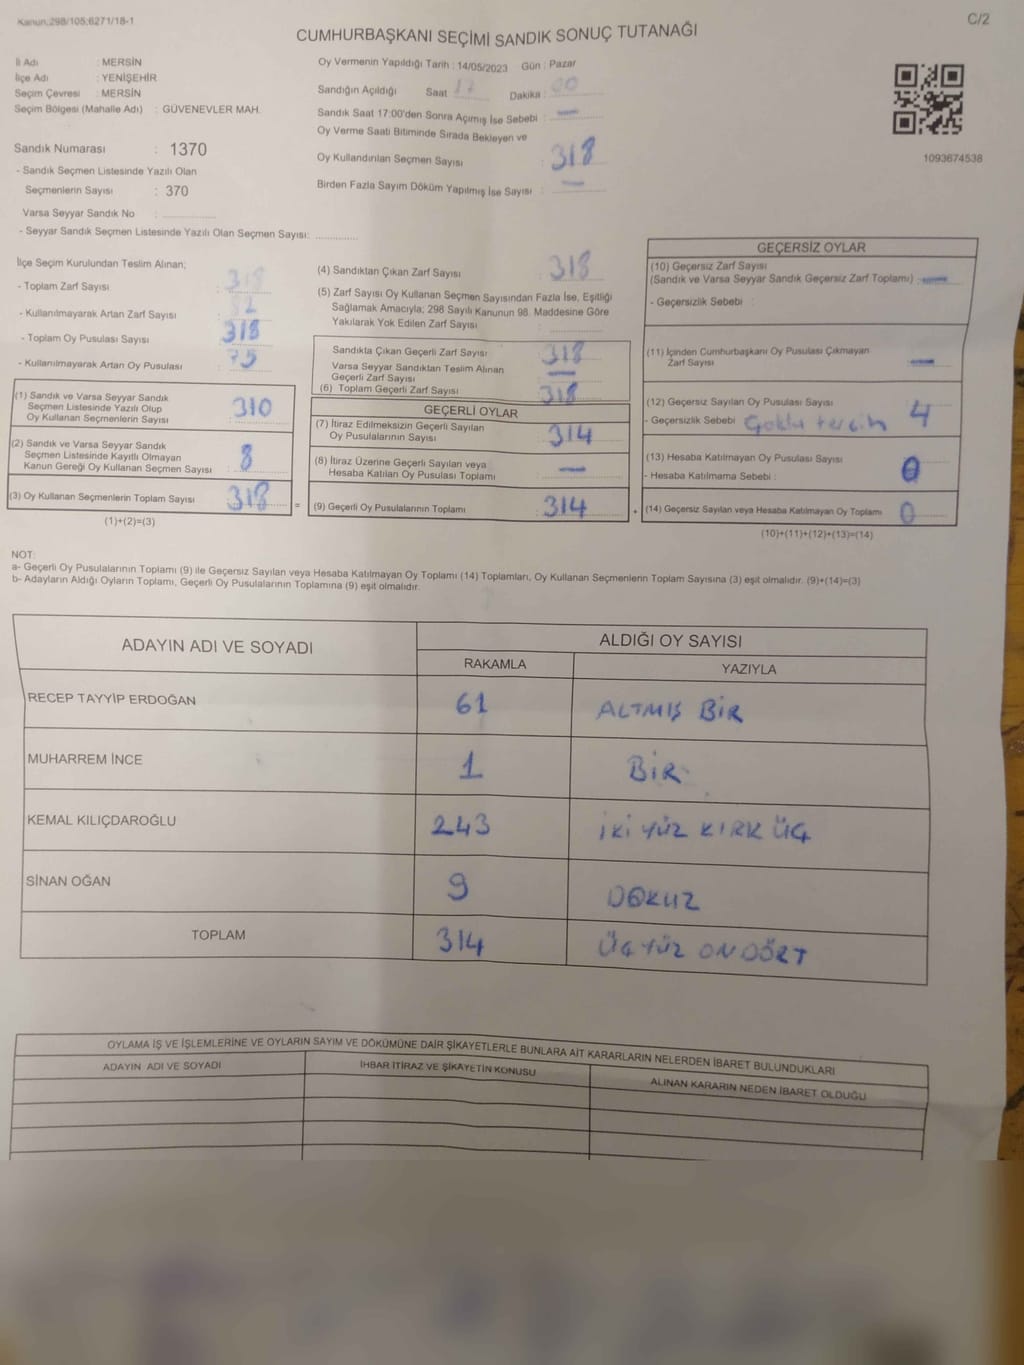 Kanun.298/105;6271/18-1
C/2
CUMHURBAŞKANI SEÇİMİ SANDIK SONUÇ TUTANAĞI
İl Adı : MERSİN
İlçe Adı : YENİŞEHİR
Seçim Çevresi : MERSİN
Seçim Bölgesi (Mahalle Adı) : GÜVENEVLER MAH.
Sandık Numarası : 1370
- Sandık Seçmen Listesinde Yazılı Olan
Seçmenlerin Sayısı : 370
Varsa Seyyar Sandık No :
- Seyyar Sandık Seçmen Listesinde Yazılı Olan Seçmen Sayısı:
Oy Vermenin Yapıldığı Tarih : 14/05/2023 Gün : Pazar
Sandığın Açıldığı Saat 17 Dakika : 00
Sandık Saat 17:00'den Sonra Açımış İse Sebebi : —
Oy Verme Saati Bitiminde Sırada Bekleyen ve
Oy Kullandırılan Seçmen Sayısı : 318
Birden Fazla Sayım Döküm Yapılmış İse Sayısı : —
1093674538
İlçe Seçim Kurulundan Teslim Alınan;
- Toplam Zarf Sayısı :
- Kullanılmayarak Artan Zarf Sayısı :
- Toplam Oy Pusulası Sayısı : 318
- Kullanılmayarak Artan Oy Pusulası : 75
(1) Sandık ve Varsa Seyyar Sandık
Seçmen Listesinde Yazılı Olup
Oy Kullanan Seçmenlerin Sayısı : 310
(2) Sandık ve Varsa Seyyar Sandık
Seçmen Listesinde Kayıtlı Olmayan
Kanun Gereği Oy Kullanan Seçmen Sayısı : 8
(3) Oy Kullanan Seçmenlerin Toplam Sayısı : 318 =
(1)+(2)=(3)
(4) Sandıktan Çıkan Zarf Sayısı : 318
(5) Zarf Sayısı Oy Kullanan Seçmen Sayısından Fazla İse, Eşitliği
Sağlamak Amacıyla; 298 Sayılı Kanunun 98. Maddesine Göre
Yakılarak Yok Edilen Zarf Sayısı :
Sandıkta Çıkan Geçerli Zarf Sayısı : 318
Varsa Seyyar Sandıktan Teslim Alınan
Geçerli Zarf Sayısı : —
(6) Toplam Geçerli Zarf Sayısı : 318
GEÇERLİ OYLAR
(7) İtiraz Edilmeksizin Geçerli Sayılan
Oy Pusulalarının Sayısı : 314
(8) İtiraz Üzerine Geçerli Sayılan veya
Hesaba Katılan Oy Pusulası Toplamı : —
(9) Geçerli Oy Pusulalarının Toplamı : 314 +
GEÇERSİZ OYLAR
(10) Geçersiz Zarf Sayısı
(Sandık ve Varsa Seyyar Sandık Geçersiz Zarf Toplamı) : —
- Geçersizlik Sebebi :
(11) İçinden Cumhurbaşkanı Oy Pusulası Çıkmayan
Zarf Sayısı : —
(12) Geçersiz Sayılan Oy Pusulası Sayısı : 4
- Geçersizlik Sebebi : Çoklu tercih
(13) Hesaba Katılmayan Oy Pusulası Sayısı : 0
- Hesaba Katılmama Sebebi :
(14) Geçersiz Sayılan veya Hesaba Katılmayan Oy Toplamı : 0
(10)+(11)+(12)+(13)=(14)
NOT:
a- Geçerli Oy Pusulalarının Toplamı (9) ile Geçersiz Sayılan veya Hesaba Katılmayan Oy Toplamı (14) Toplamları, Oy Kullanan Seçmenlerin Toplam Sayısına (3) eşit olmalıdır. (9)+(14)=(3)
b- Adayların Aldığı Oyların Toplamı, Geçerli Oy Pusulalarının Toplamına (9) eşit olmalıdır.
ADAYIN ADI VE SOYADI ALDIĞI OY SAYISI
RAKAMLA YAZIYLA
RECEP TAYYİP ERDOĞAN 61 ALTMIŞ BİR
MUHARREM İNCE 1 BİR
KEMAL KILIÇDAROĞLU 243 İKİ YÜZ KIRK ÜÇ
SİNAN OĞAN 9 DOKUZ
TOPLAM 314 ÜÇ YÜZ ONDÖRT
OYLAMA İŞ VE İŞLEMLERİNE VE OYLARIN SAYIM VE DÖKÜMÜNE DAİR ŞİKAYETLERLE BUNLARA AİT KARARLARIN NELERDEN İBARET BULUNDUKLARI
ADAYIN ADI VE SOYADI İHBAR İTİRAZ VE ŞİKAYETİN KONUSU ALINAN KARARIN NEDEN İBARET OLDUĞU